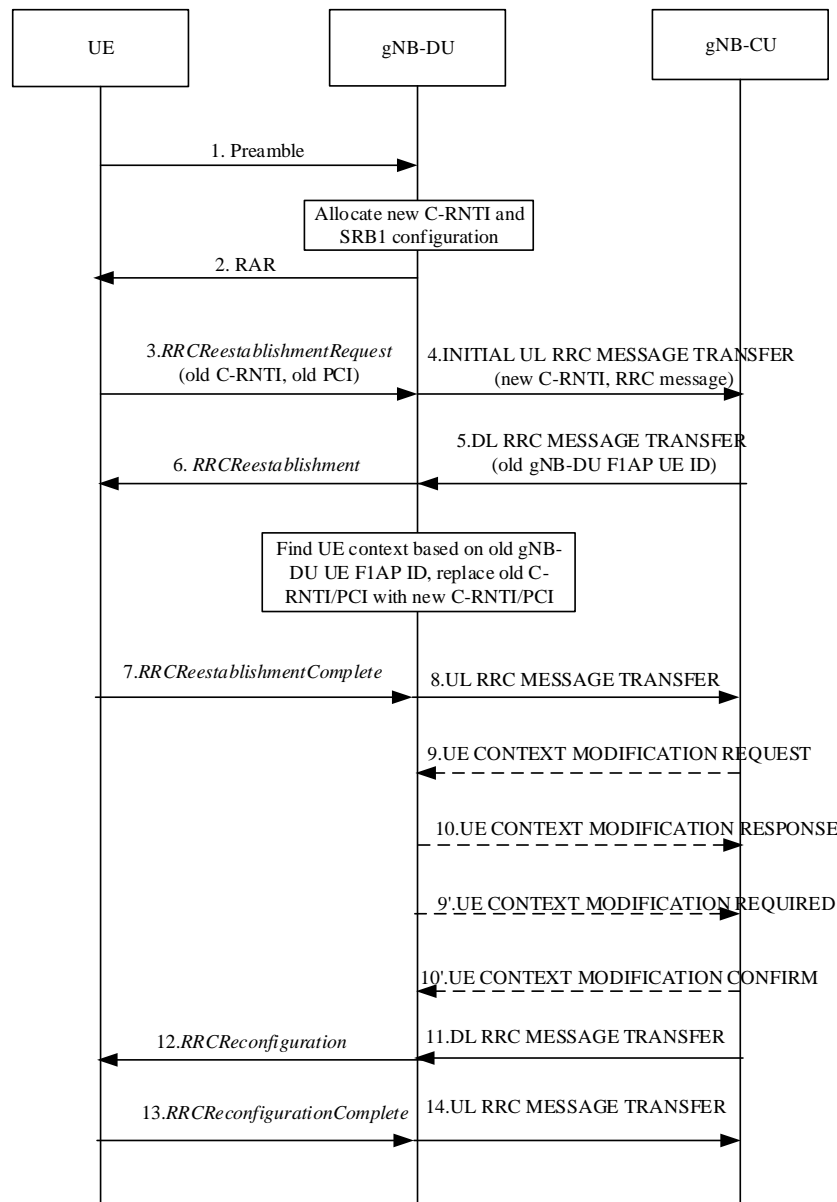 UE
gNB-DU
gNB-CU
1. Preamble
Allocate new C-RNTI and
SRB1 configuration
2. RAR
3.RRCReestablishmentRequest
(old C-RNTI, old PCI)
4.INITIAL UL RRC MESSAGE TRANSFER
(new C-RNTI, RRC message)
5.DL RRC MESSAGE TRANSFER
(old gNB-DU F1AP UE ID)
6. RRCReestablishment
Find UE context based on old gNB-
DU UE F1AP ID, replace old C-
RNTI/PCI with new C-RNTI/PCI
7.RRCReestablishmentComplete
8.UL RRC MESSAGE TRANSFER
9.UE CONTEXT MODIFICATION REQUEST
10.UE CONTEXT MODIFICATION RESPONSE
9'.UE CONTEXT MODIFICATION REQUIRED
10'.UE CONTEXT MODIFICATION CONFIRM
11.DL RRC MESSAGE TRANSFER
12.RRCReconfiguration
13.RRCReconfigurationComplete
14.UL RRC MESSAGE TRANSFER